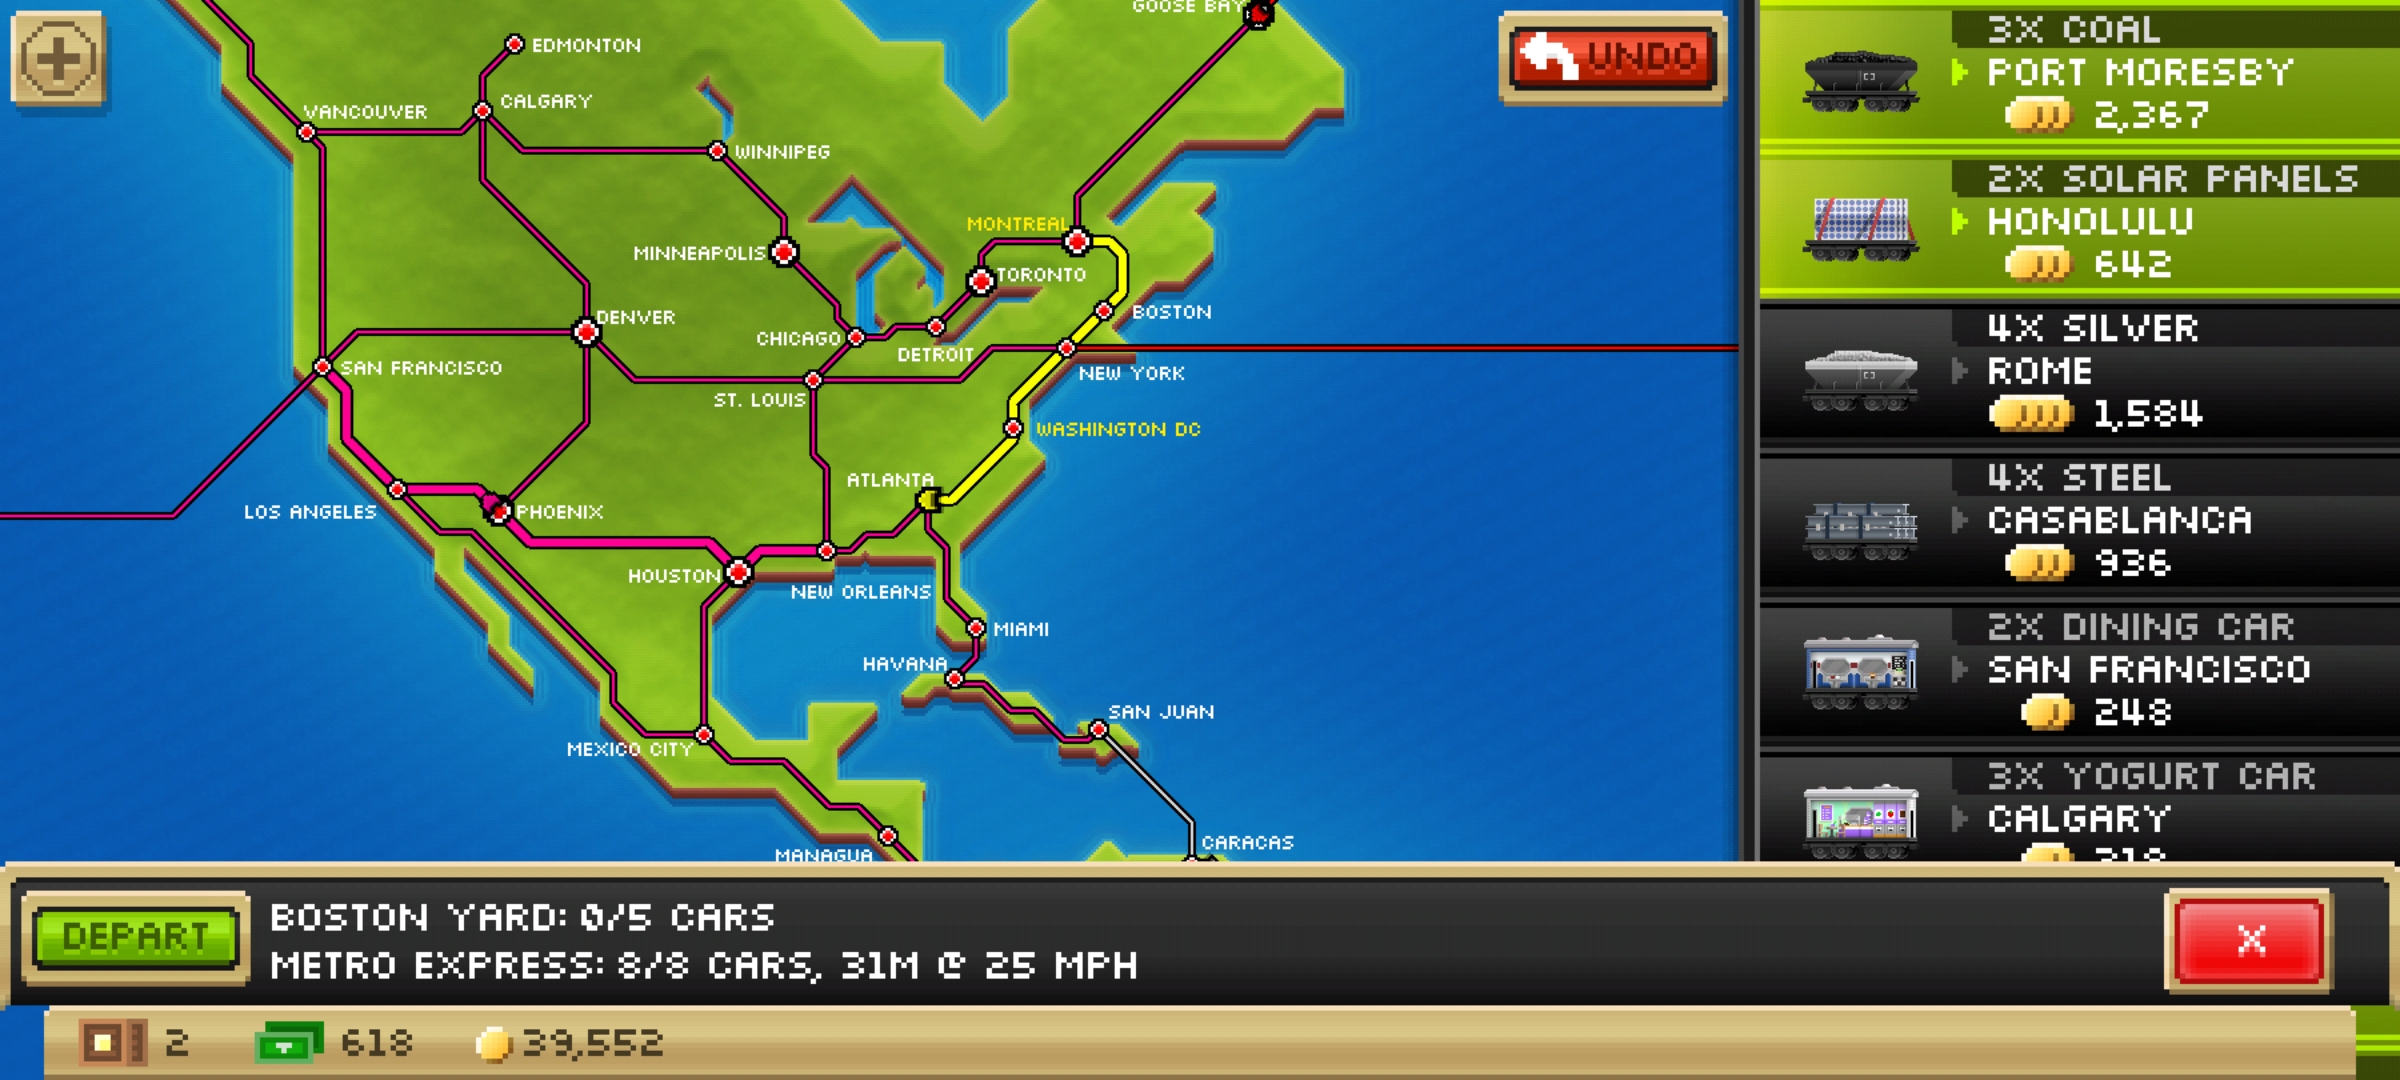 GOOSE BAY
EDMONTON
CALGARY
VANCOUVER
WINNIPEG
MONTREAL
MINNEAPOLIS
TORONTO
DENVER
BOSTON
CHICAGO
DETROIT
NEW YORK
SAN FRANCISCO
ST. LOUIS
WASHINGTON DC
ATLANTA
LOS ANGELES
PHOENIX
HOUSTON
NEW ORLEANS
MIAMI
HAVANA
SAN JUAN
MEXICO CITY
CARACAS
MANAGUA
UNDO
3X COAL
PORT MORESBY
2,367
2X SOLAR PANELS
HONOLULU
642
4X SILVER
ROME
1,584
4X STEEL
CASABLANCA
936
2X DINING CAR
SAN FRANCISCO
248
3X YOGURT CAR
CALGARY
DEPART
BOSTON YARD: 0/5 CARS
METRO EXPRESS: 8/8 CARS, 31M @ 25 MPH
X
2
618
39,552